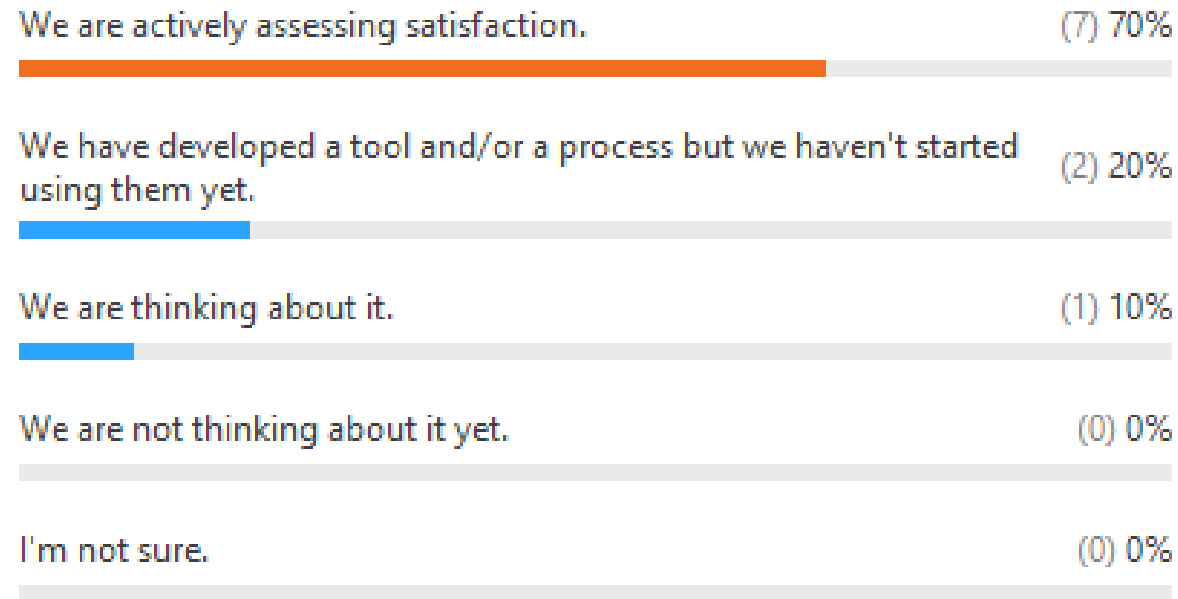 We are actively assessing satisfaction. (7) 70%
We have developed a tool and/or a process but we haven't started
using them yet. (2) 20%
We are thinking about it. (1) 10%
We are not thinking about it yet. (0) 0%
I'm not sure. (0) 0%